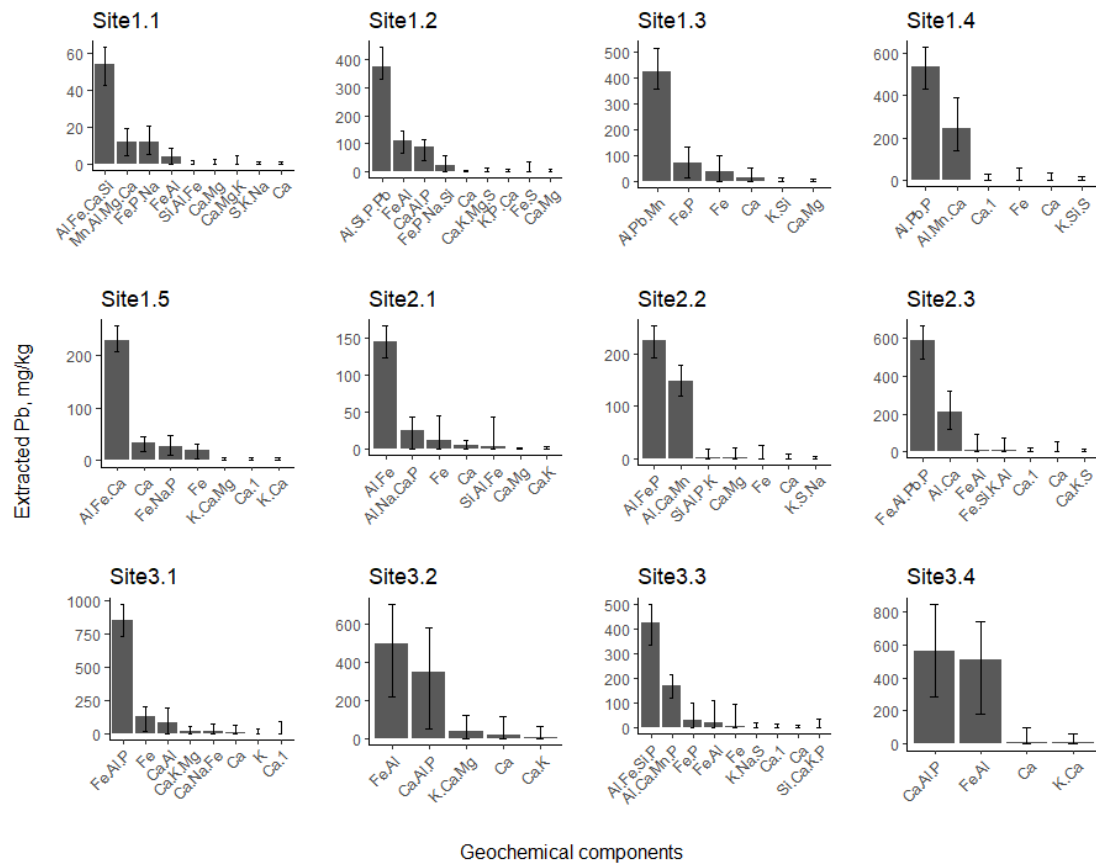 Site1.1
60
40
20
0
Al.Fe.Ca.Si
Mn.Al.Mg.Ca
Fe.P.Na
Fe.Al
Si.Al.Fe
Ca.Mg
Ca.Mg.K
S.K.Na
Ca
Site1.2
400
300
200
100
0
Al.Si.P.Pb
Fe.Al
Ca.Al.P
Fe.P.Na.Si
Ca
Ca.K.Mg.S
K.P.Ca
Fe.S
Ca.Mg
Site1.3
500
400
300
200
100
0
Al.Pb.Mn
Fe.P
Fe
Ca
K.Si
Ca.Mg
Site1.4
600
400
200
0
Al.Pb.P
Al.Mn.Ca
Ca.1
Fe
Ca
K.Si.S
Extracted Pb, mg/kg
Site1.5
200
100
0
Al.Fe.Ca
Ca
Fe.Na.P
Fe
K.Ca.Mg
Ca.1
K.Ca
Site2.1
150
100
50
0
Al.Fe
Al.Na.Ca.P
Fe
Ca
Si.Al.Fe
Ca.Mg
Ca.K
Site2.2
200
100
0
Al.Fe.P
Al.Ca.Mn
Si.Al.P.K
Ca.Mg
Fe
Ca
K.S.Na
Site2.3
600
400
200
0
Fe.Al.Pb.P
Al.Ca
Fe.Al
Fe.Si.K.Al
Ca.1
Ca
Ca.K.S
Site3.1
1000
750
500
250
0
Fe.Al.P
Fe
Ca.Al
Ca.K.Mg
Ca.Na.Fe
Ca
K
Ca.1
Site3.2
600
400
200
0
Fe.Al
Ca.Al.P
K.Ca.Mg
Ca
Ca.K
Site3.3
500
400
300
200
100
0
Al.Fe.Si.P
Al.Ca.Mn.P
Fe.P
Fe.Al
Fe
K.Na.S
Ca.1
Ca
Si.Ca.K.P
Site3.4
800
600
400
200
0
Ca.Al.P
Fe.Al
Ca
K.Ca
Geochemical components